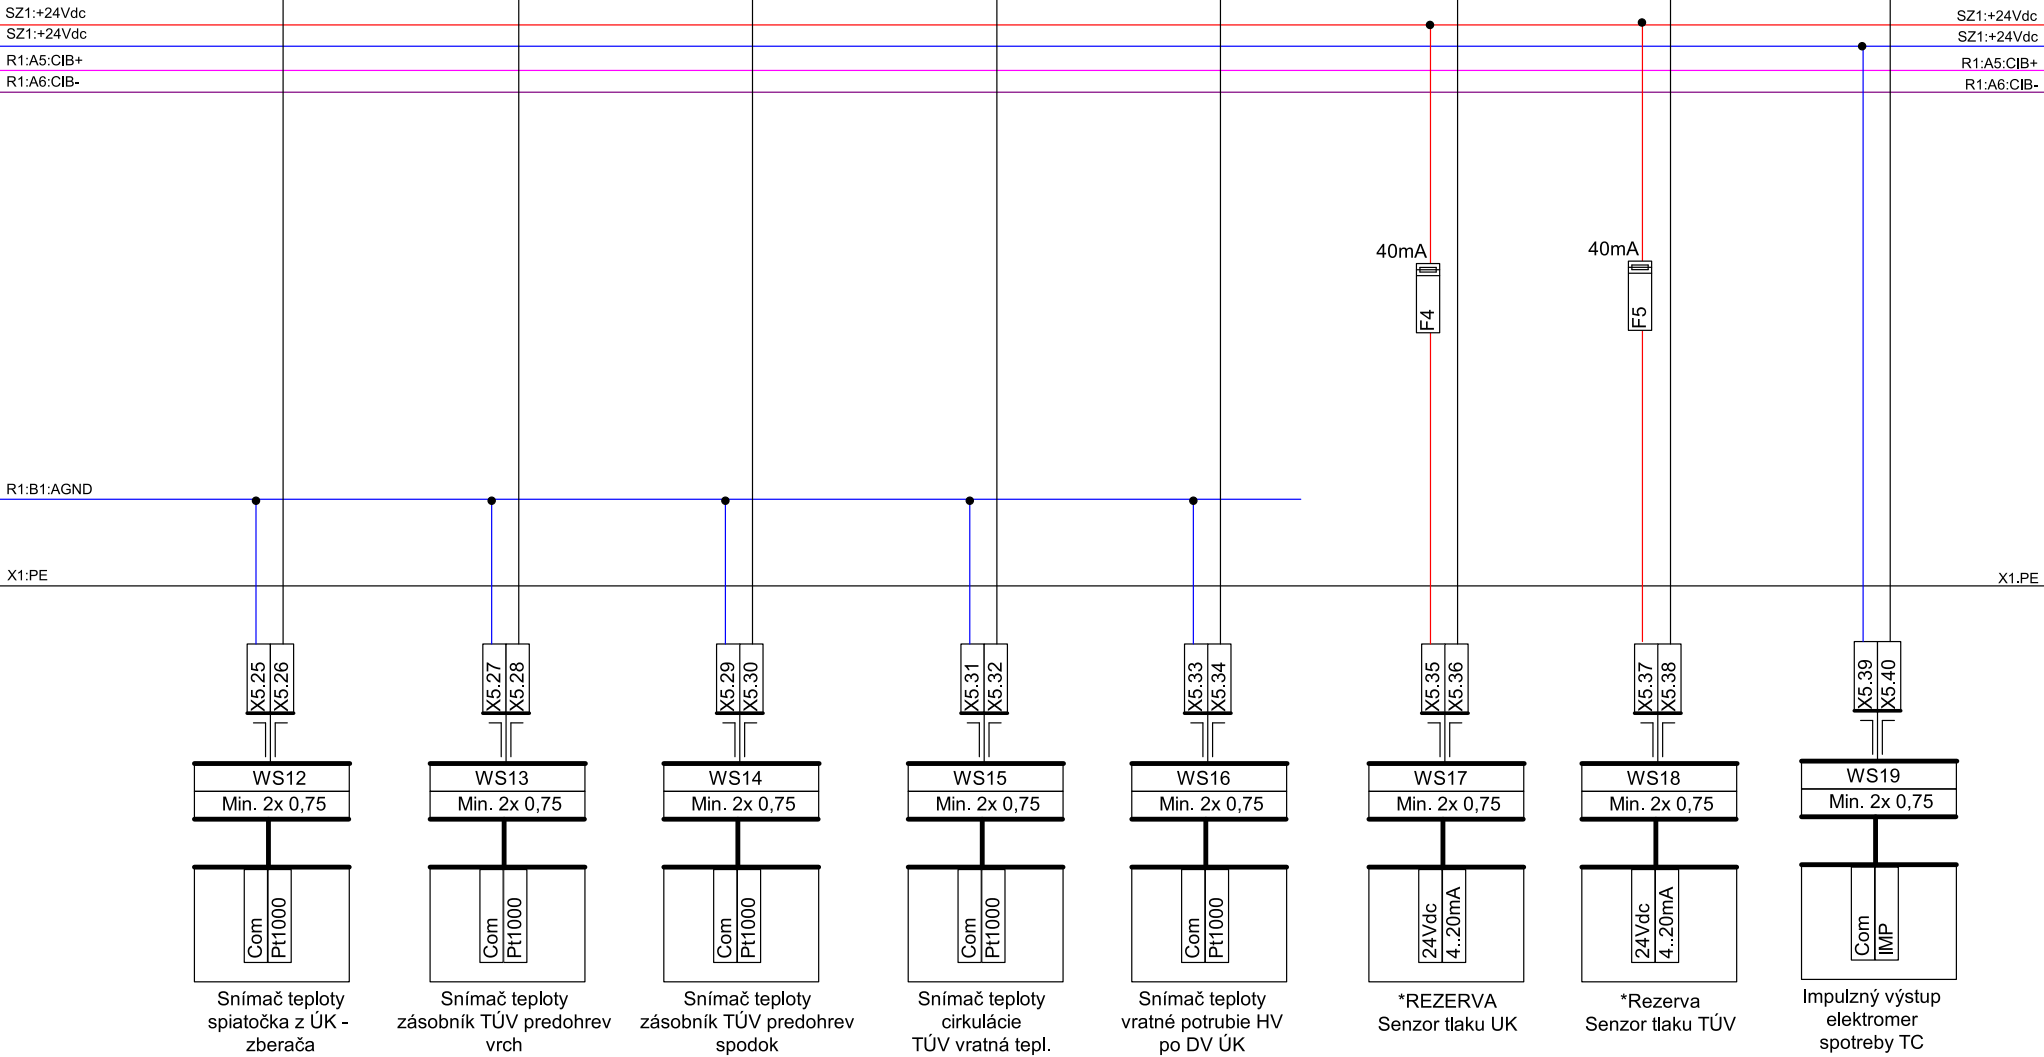 SZ1:+24Vdc
SZ1:+24Vdc
SZ1:+24Vdc
SZ1:+24Vdc
R1:A5:CIB+
R1:A5:CIB+
R1:A6:CIB-
R1:A6:CIB-
40mA
40mA
F4
F5
R1:B1:AGND
X1:PE
X1.PE
X5.25
X5.26
X5.27
X5.28
X5.29
X5.30
X5.31
X5.32
X5.33
X5.34
X5.35
X5.36
X5.37
X5.38
X5.39
X5.40
WS12
Min. 2x 0,75
WS13
Min. 2x 0,75
WS14
Min. 2x 0,75
WS15
Min. 2x 0,75
WS16
Min. 2x 0,75
WS17
Min. 2x 0,75
WS18
Min. 2x 0,75
WS19
Min. 2x 0,75
Com
Pt1000
Com
Pt1000
Com
Pt1000
Com
Pt1000
Com
Pt1000
24Vdc
4..20mA
24Vdc
4..20mA
Com
IMP
Snímač teploty
spiatočka z ÚK -
zberača
Snímač teploty
zásobník TÚV predohrev
vrch
Snímač teploty
zásobník TÚV predohrev
spodok
Snímač teploty
cirkulácie
TÚV vratná tepl.
Snímač teploty
vratné potrubie HV
po DV ÚK
*REZERVA
Senzor tlaku UK
*Rezerva
Senzor tlaku TÚV
Impulzný výstup
elektromer
spotreby TC